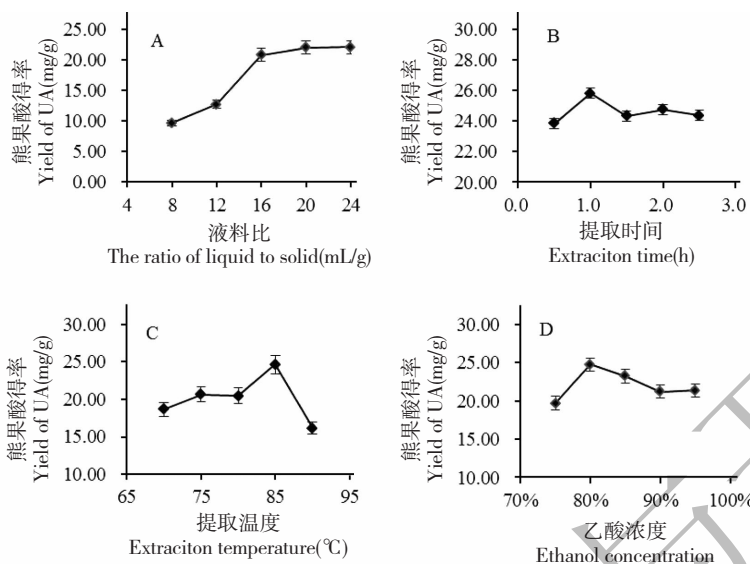 A
25.00
20.00
15.00
10.00
5.00
0.00
4 8 12 16 20 24
熊果酸得率
Yield of UA(mg/g)
液料比
The ratio of liquid to solid(mL/g)
B
30.00
28.00
26.00
24.00
22.00
20.00
0.0 1.0 2.0 3.0
熊果酸得率
Yield of UA(mg/g)
提取时间
Extraciton time(h)
C
30.00
25.00
20.00
15.00
10.00
65 75 85 95
熊果酸得率
Yield of UA(mg/g)
提取温度
Extraciton temperature(℃)
D
30.00
25.00
20.00
15.00
10.00
70% 80% 90% 100%
熊果酸得率
Yield of UA(mg/g)
乙酸浓度
Ethanol concentration